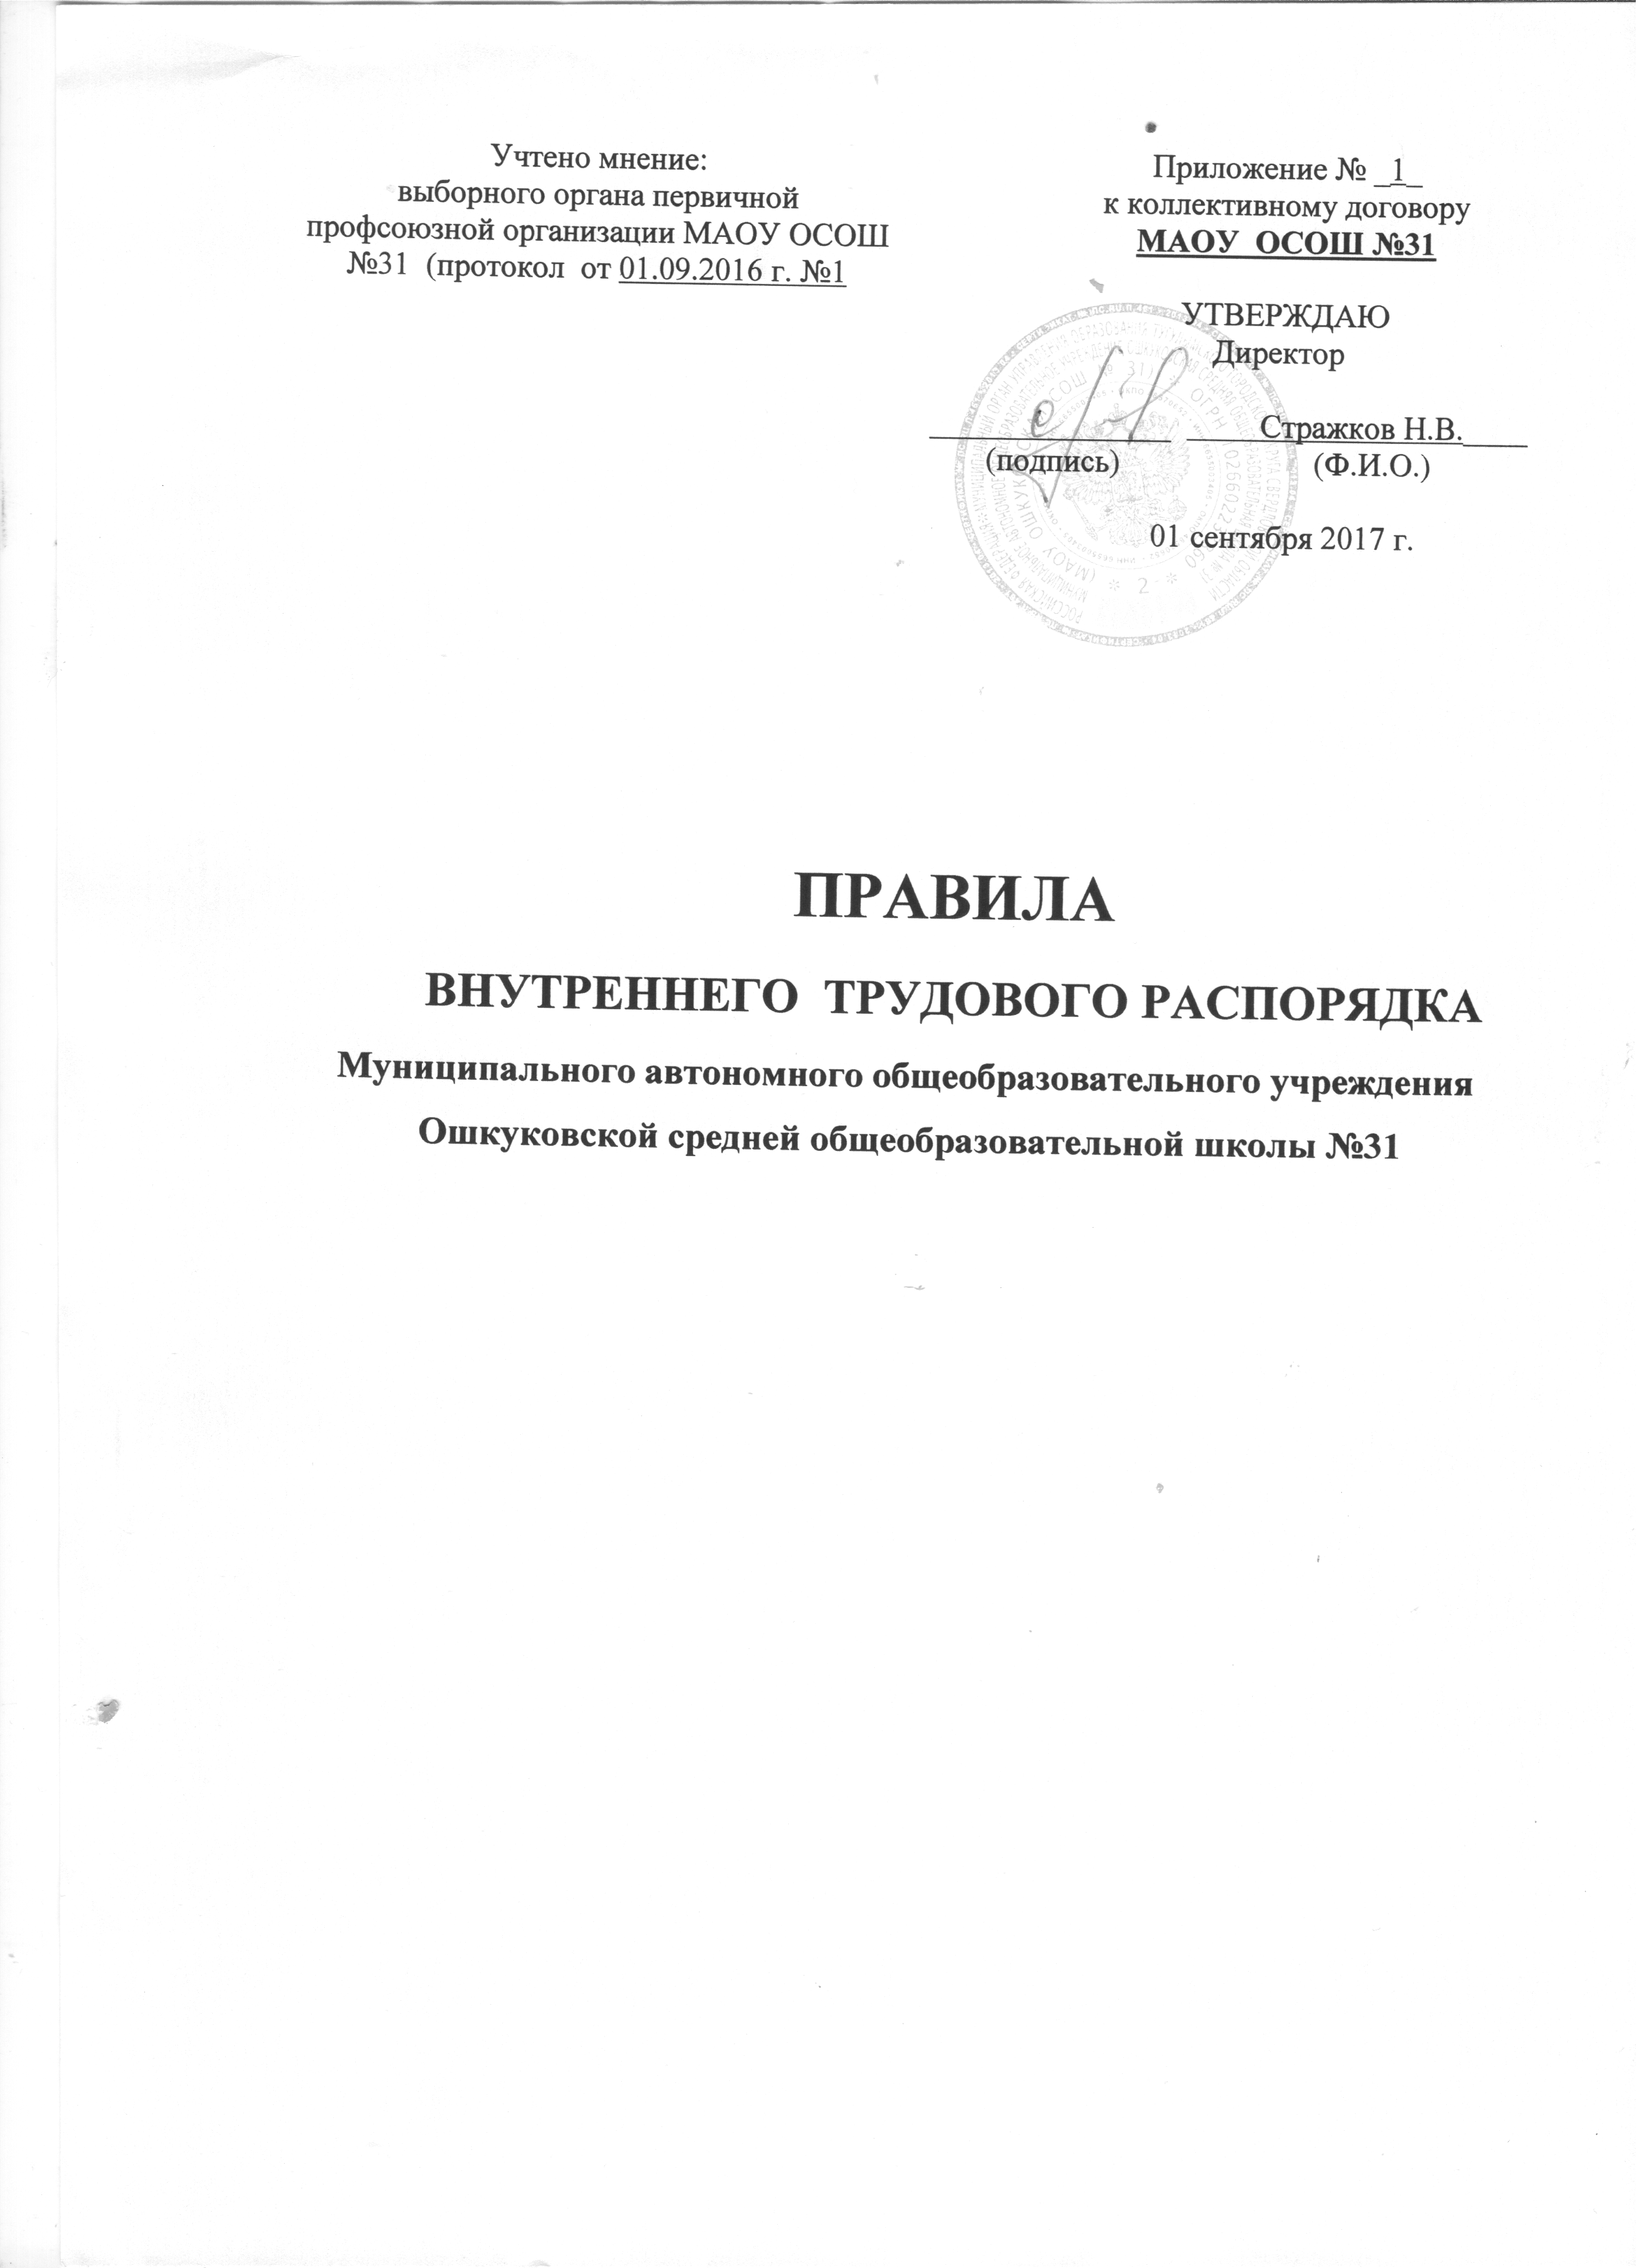 Учтено мнение:
выборного органа первичной
профсоюзной организации МАОУ ОСОШ
№31 (протокол от 01.09.2016 г. №1
Приложение № _1_
к коллективному договору
МАОУ ОСОШ №31
УТВЕРЖДАЮ
Директор
Стражков Н.В.
(подпись) (Ф.И.О.)
01 сентября 2017 г.
ПРАВИЛА
ВНУТРЕННЕГО ТРУДОВОГО РАСПОРЯДКА
Муниципального автономного общеобразовательного учреждения
Ошкуковской средней общеобразовательной школы №31